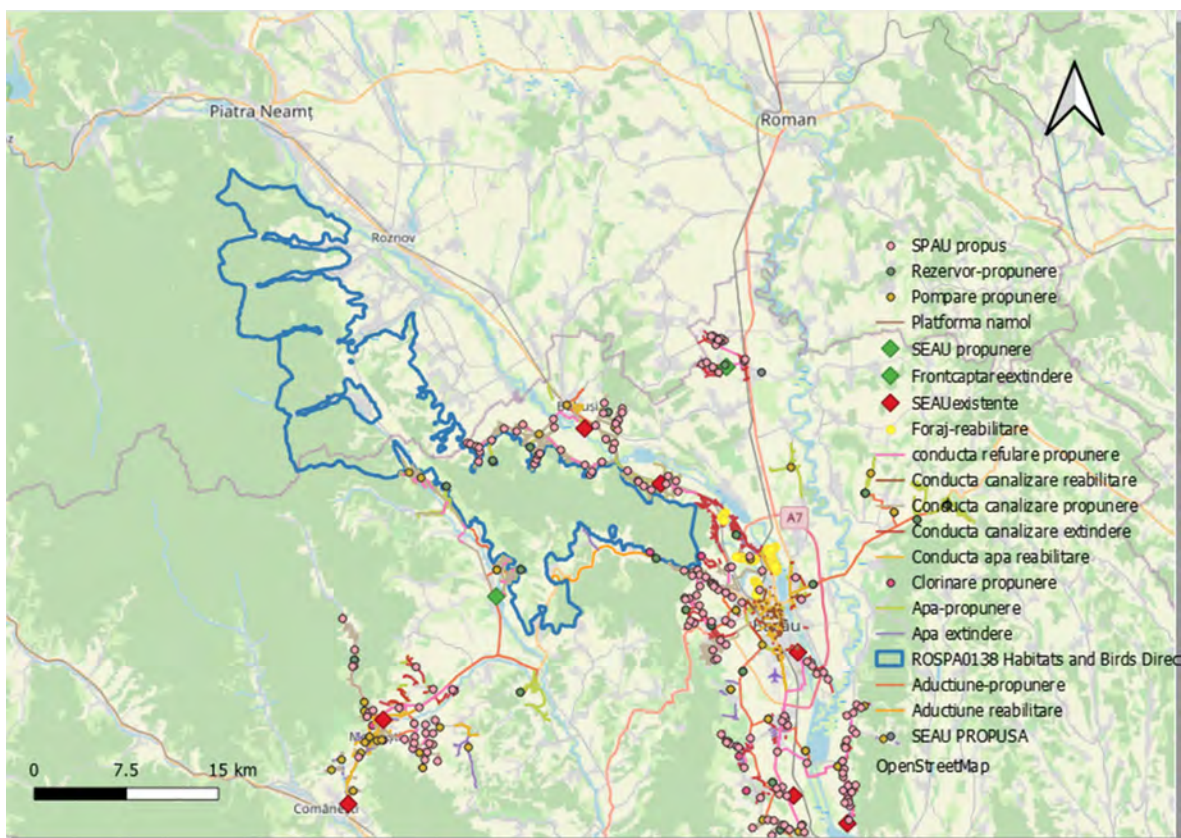 Piatra Neamț
Roman
Roznov
SPAU propus
Rezervor-propunere
Pompare propunere
Platforma namol
SEAU propunere
Frontcaptareextindere
SEAUexistente
Foraj-reabilitare
conducta refulare propunere
Conducta canalizare reabilitare
A7
Conducta canalizare propunere
Conducta canalizare extindere
Conducta apa reabilitare
Clorinare propunere
Apa-propunere
Apa extindere
ROSPA0138 Habitats and Birds Direc
Aductiune-propunere
Aductiune reabilitare
SEAU PROPUSA
OpenStreetMap
0 7.5 15 km